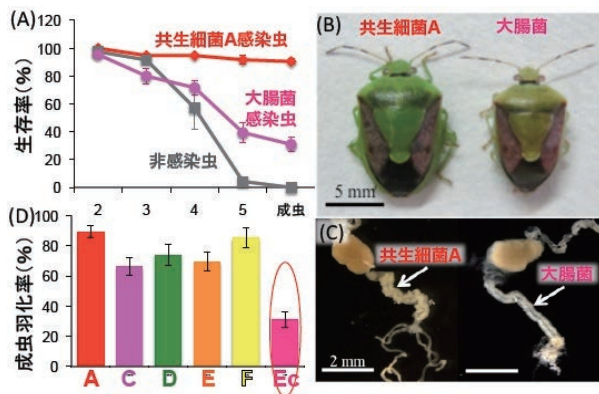 (A)
120
100
80
60
40
20
0
生存率(%)
共生細菌A感染虫
大腸菌
感染虫
非感染虫
2 3 4 5 成虫
(B)
共生細菌A 大腸菌
5 mm
(D)
100
80
60
40
20
0
成虫羽化率(%)
A C D E F Ec
(C)
共生細菌A
大腸菌
2 mm